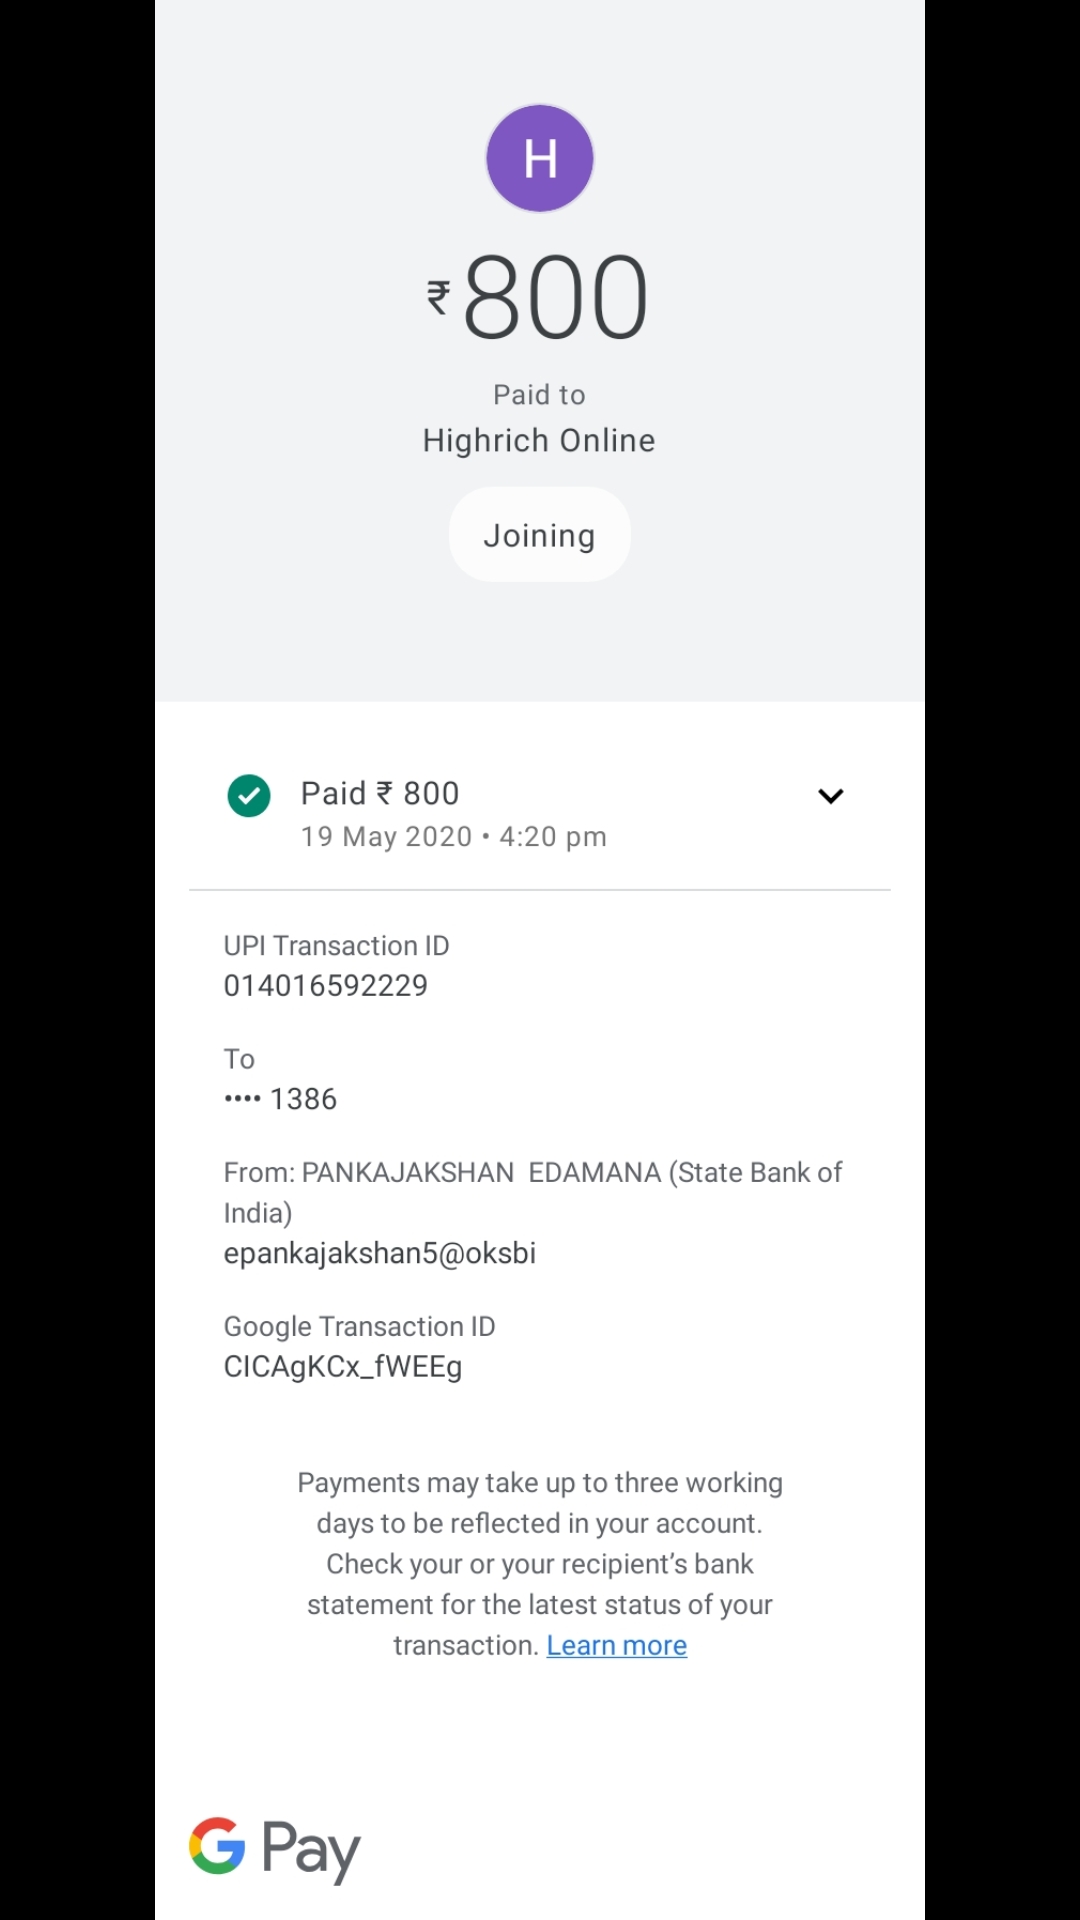 H
₹800
Paid to
Highrich Online
Joining
Paid ₹ 800
19 May 2020 • 4:20 pm
UPI Transaction ID
014016592229
To
•••• 1386
From: PANKAJAKSHAN  EDAMANA (State Bank of
India)
epankajakshan5@oksbi
Google Transaction ID
CICAgKCx_fWEEg
Payments may take up to three working
days to be reflected in your account.
Check your or your recipient’s bank
statement for the latest status of your
transaction. Learn more
G Pay